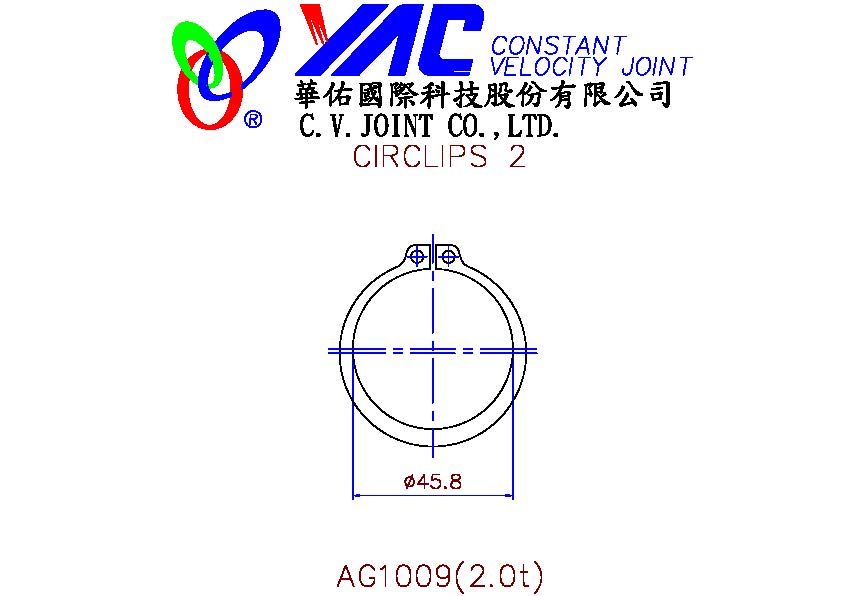 YAC CONSTANT
VELOCITY JOINT
®
華佑國際科技股份有限公司
C.V.JOINT CO.,LTD.
CIRCLIPS 2
ø45.8
AG1009(2.0t)